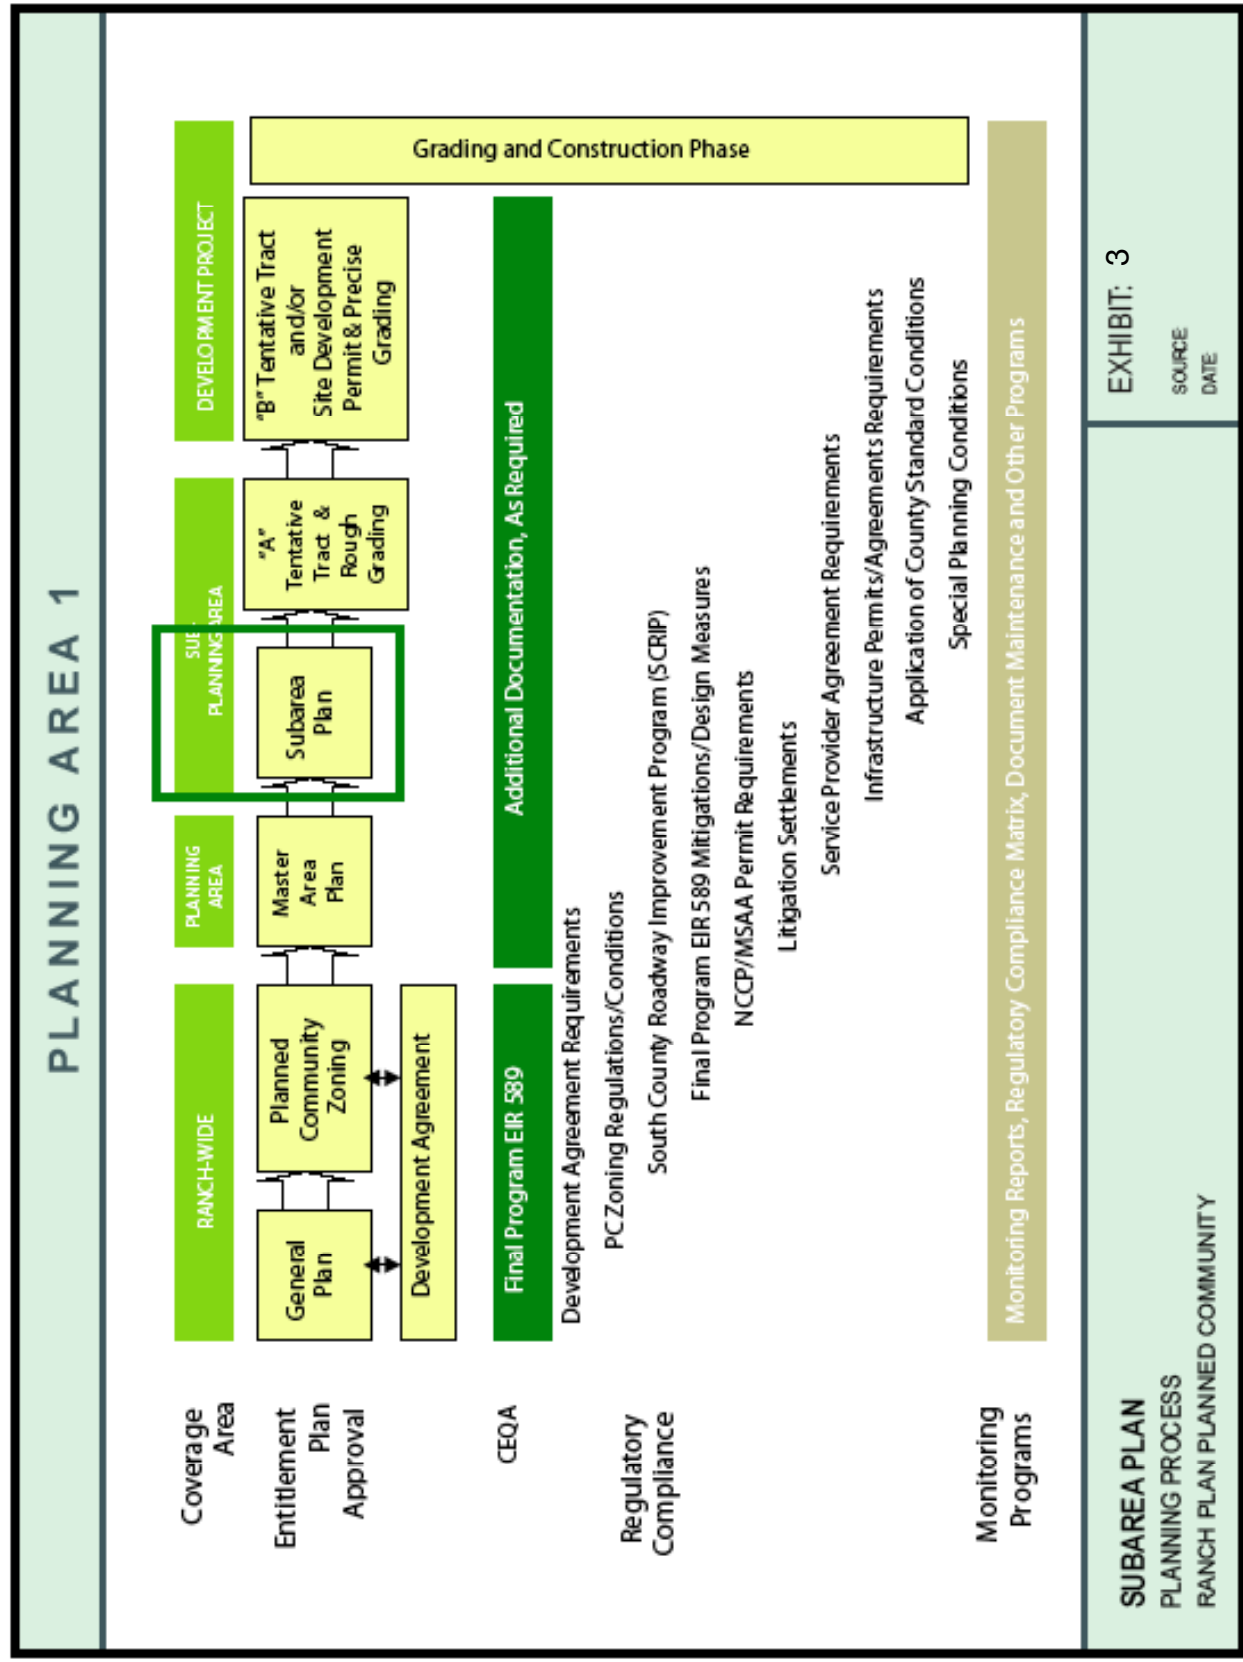 PLANNING AREA 1
Coverage
Area
RANCH-WIDE
PLANNING
AREA
SUB-
PLANNING AREA
DEVELOPMENT PROJECT
Entitlement
Plan
Approval
General
Plan
Planned
Community
Zoning
Master
Area
Plan
Subarea
Plan
"A"
Tentative
Tract &
Rough
Grading
"B" Tentative Tract
and/or
Site Development
Permit & Precise
Grading
Grading and Construction Phase
Development Agreement
CEQA
Final Program EIR 589
Additional Documentation, As Required
Regulatory
Compliance
Development Agreement Requirements
PC Zoning Regulations/Conditions
South County Roadway Improvement Program (SCRIP)
Final Program EIR 589 Mitigations/Design Measures
NCCP/MSAA Permit Requirements
Litigation Settlements
Service Provider Agreement Requirements
Infrastructure Permits/Agreements Requirements
Application of County Standard Conditions
Special Planning Conditions
Monitoring
Programs
Monitoring Reports, Regulatory Compliance Matrix, Document Maintenance and Other Programs
SUBAREA PLAN
PLANNING PROCESS
RANCH PLAN PLANNED COMMUNITY
EXHIBIT: 3
SOURCE:
DATE: